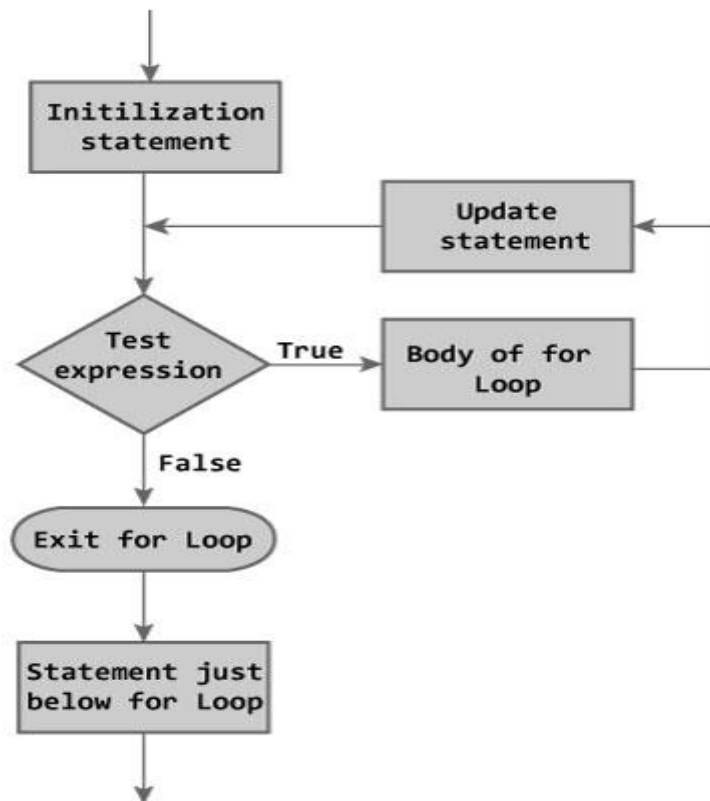 Initilization
statement
Update
statement
Test
expression
True
Body of for
Loop
False
Exit for Loop
Statement just
below for Loop